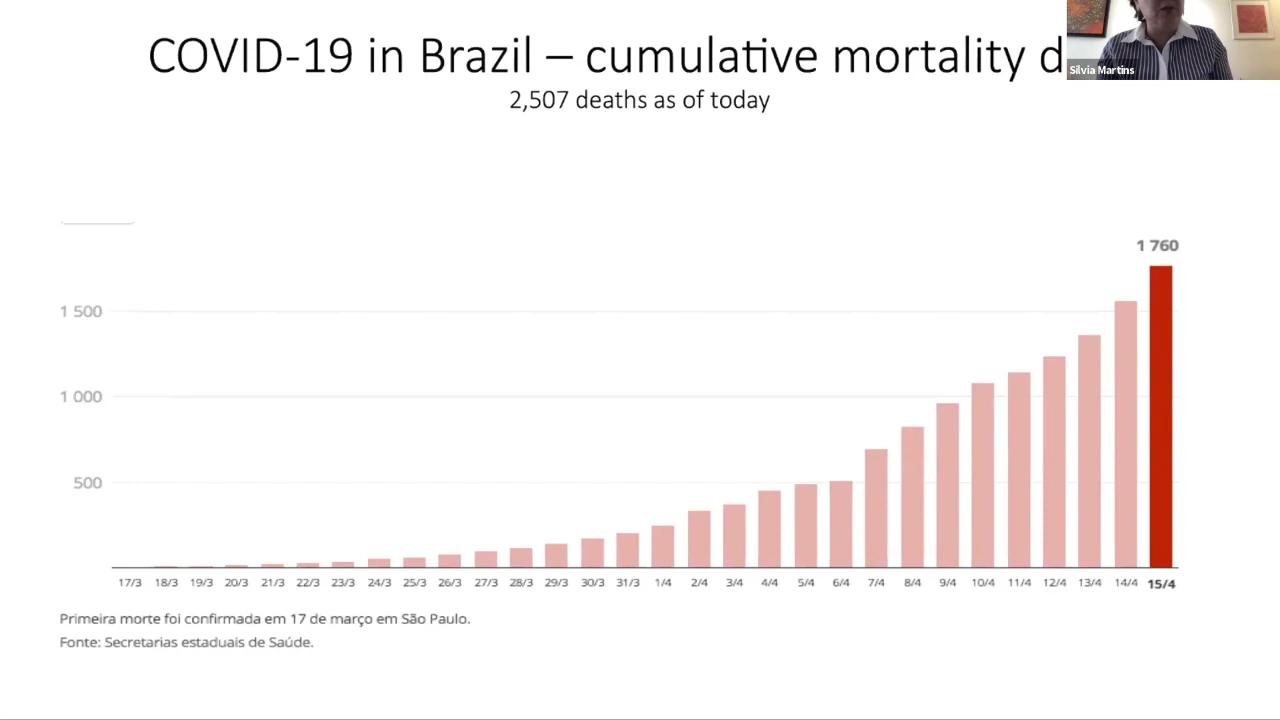 COVID-19 in Brazil – cumulative mortality
Silvia Martins
2,507 deaths as of today
1 760
1 500
1 000
500
17/3 18/3 19/3 20/3 21/3 22/3 23/3 24/3 25/3 26/3 27/3 28/3 29/3 30/3 31/3 1/4 2/4 3/4 4/4 5/4 6/4 7/4 8/4 9/4 10/4 11/4 12/4 13/4 14/4 15/4
Primeira morte foi confirmada em 17 de março em São Paulo.
Fonte: Secretarias estaduais de Saúde.